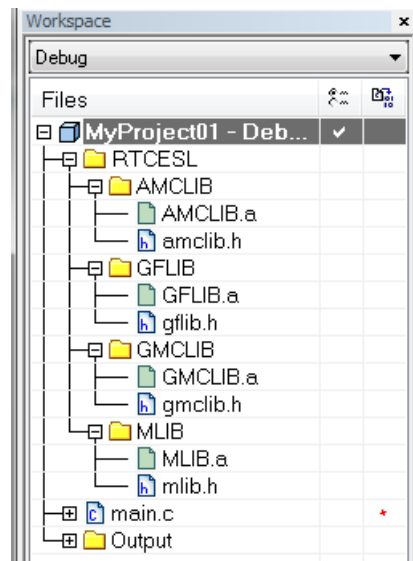 Workspace
Debug
Files
MyProject01 - Deb...
RTCESL
AMCLIB
AMCLIB.a
amclib.h
GFLIB
GFLIB.a
gflib.h
GMCLIB
GMCLIB.a
gmclib.h
MLIB
MLIB.a
mlib.h
main.c
Output